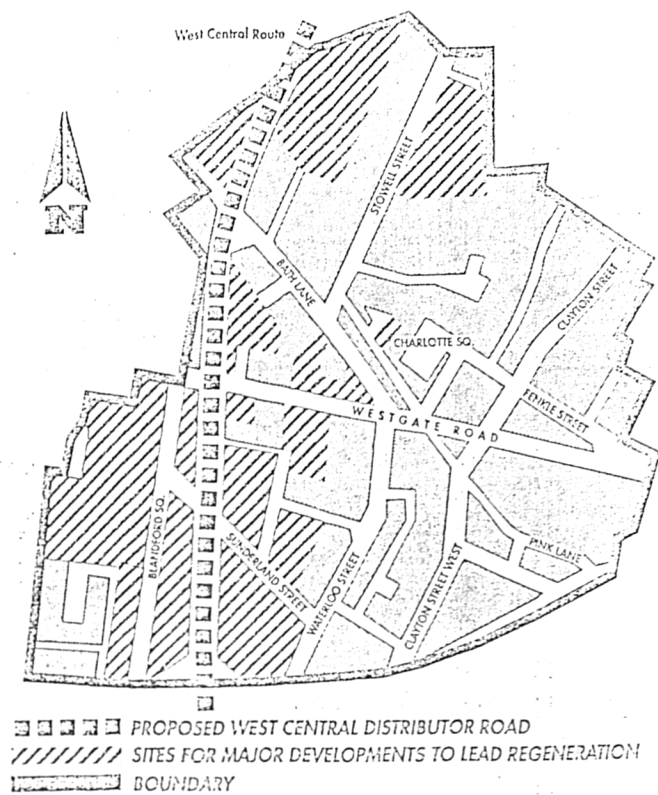 West Central Route
N
STOWELL STREET
BATH LANE
CLAYTON STREET
CHARLOTTE SQ.
FENKLE STREET
WESTGATE ROAD
BLANDFORD SQ.
SUNDERLAND STREET
WATERLOO STREET
CLAYTON STREET WEST
PINK LANE
PROPOSED WEST CENTRAL DISTRIBUTOR ROAD
SITES FOR MAJOR DEVELOPMENTS TO LEAD REGENERATION
BOUNDARY